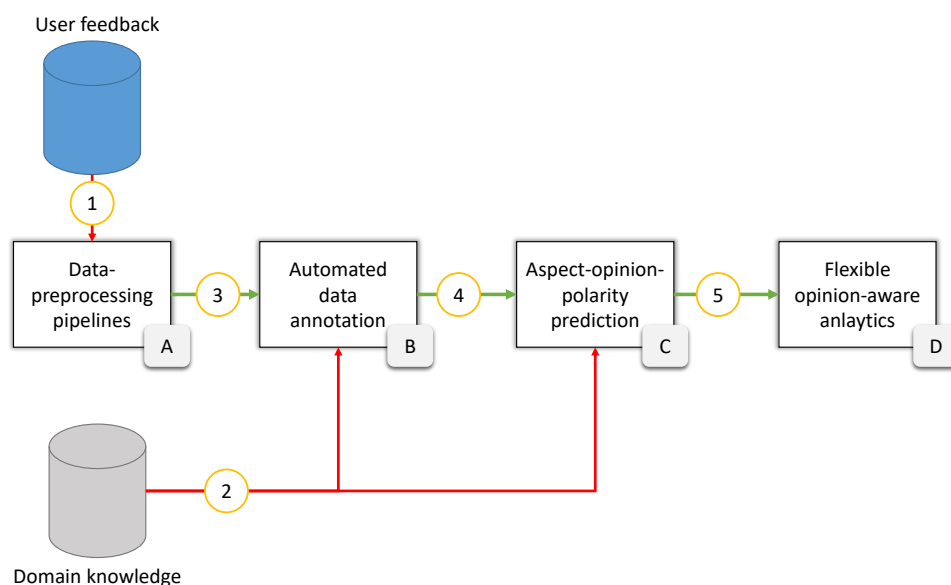 User feedback
1
Data-
preprocessing
pipelines
A
3
Automated
data
annotation
B
4
Aspect-opinion-
polarity
prediction
C
5
Flexible
opinion-aware
anlaytics
D
2
Domain knowledge